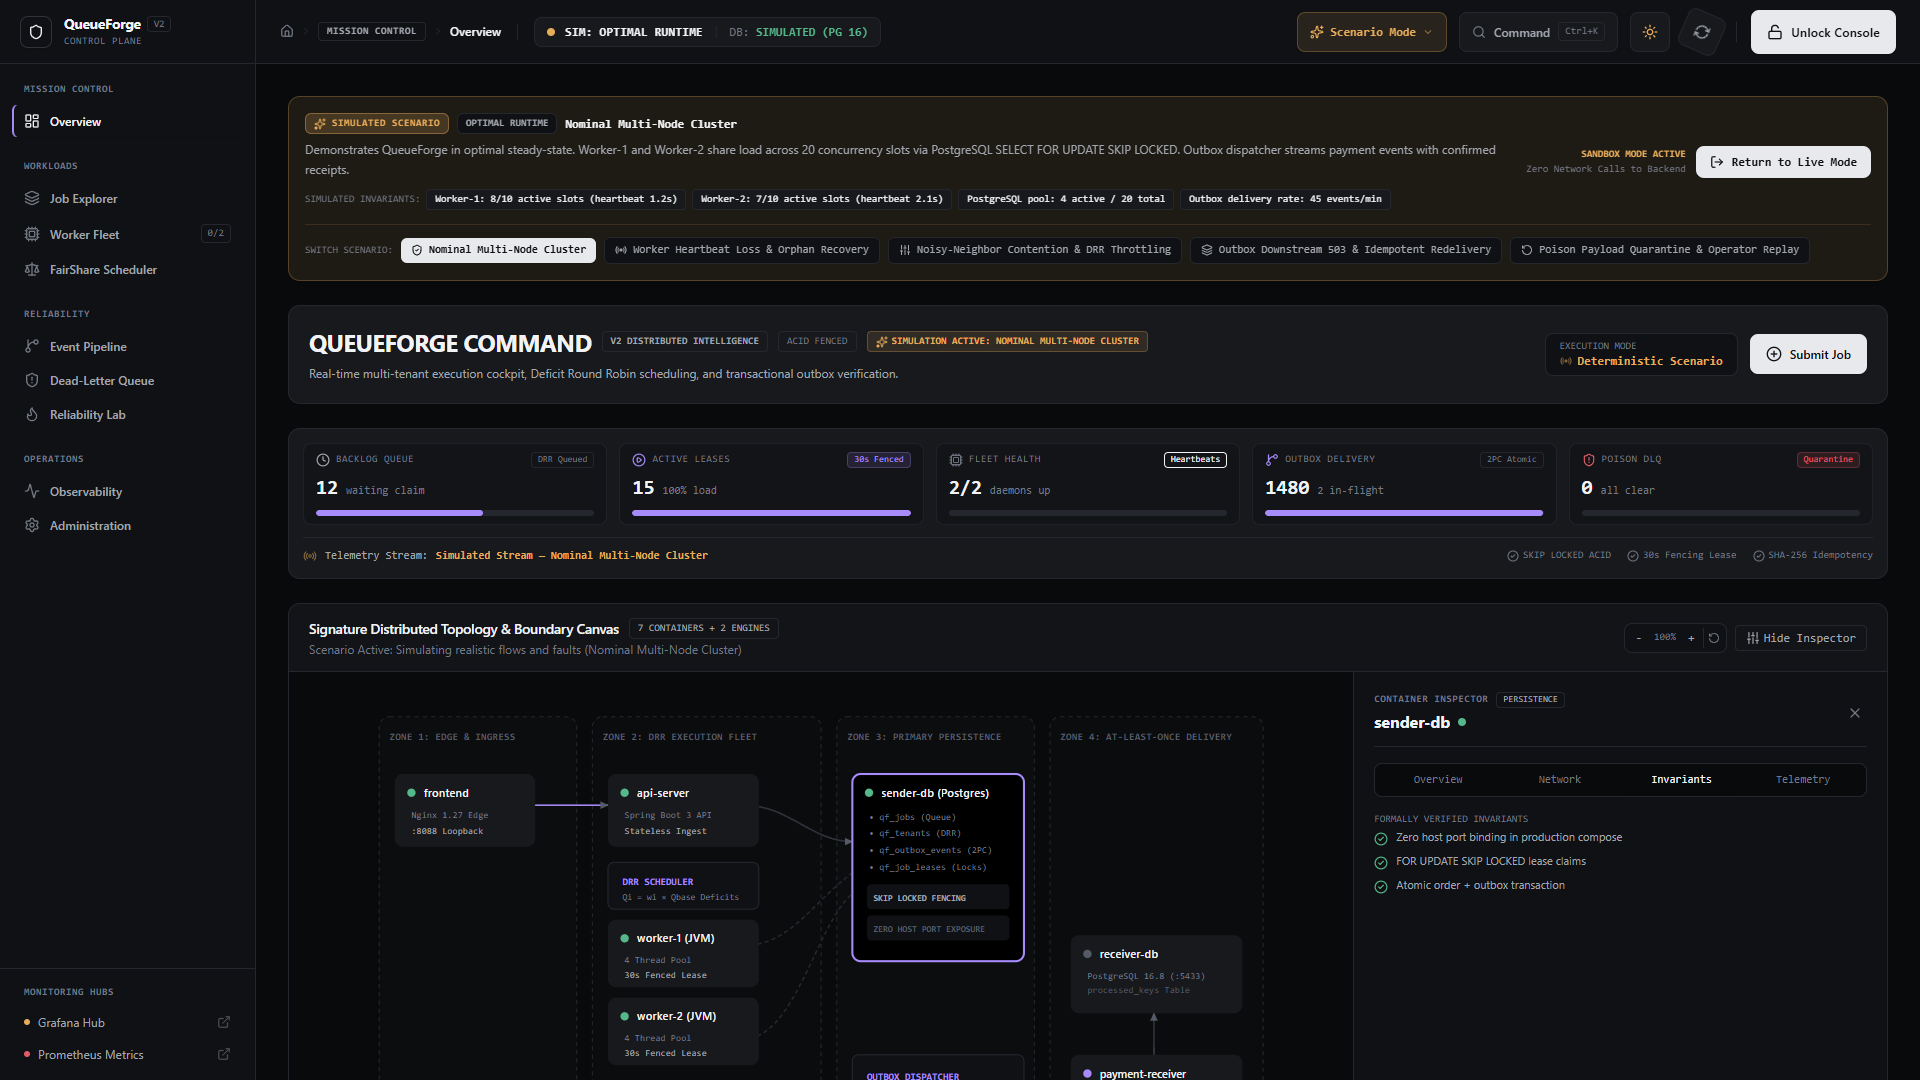 QueueForge V2
CONTROL PLANE
MISSION CONTROL
Overview
WORKLOADS
Job Explorer
Worker Fleet 0/2
FairShare Scheduler
RELIABILITY
Event Pipeline
Dead-Letter Queue
Reliability Lab
OPERATIONS
Observability
Administration
MONITORING HUBS
Grafana Hub
Prometheus Metrics
MISSION CONTROL Overview SIM: OPTIMAL RUNTIME DB: SIMULATED (PG 16) Scenario Mode Command Ctrl+K Unlock Console
SIMULATED SCENARIO OPTIMAL RUNTIME Nominal Multi-Node Cluster
Demonstrates QueueForge in optimal steady-state. Worker-1 and Worker-2 share load across 20 concurrency slots via PostgreSQL SELECT FOR UPDATE SKIP LOCKED. Outbox dispatcher streams payment events with confirmed
receipts.
SANDBOX MODE ACTIVE
Zero Network Calls to Backend
Return to Live Mode
SIMULATED INVARIANTS: Worker-1: 8/10 active slots (heartbeat 1.2s) Worker-2: 7/10 active slots (heartbeat 2.1s) PostgreSQL pool: 4 active / 20 total Outbox delivery rate: 45 events/min
SWITCH SCENARIO: Nominal Multi-Node Cluster Worker Heartbeat Loss & Orphan Recovery Noisy-Neighbor Contention & DRR Throttling Outbox Downstream 503 & Idempotent Redelivery Poison Payload Quarantine & Operator Replay
QUEUEFORGE COMMAND V2 DISTRIBUTED INTELLIGENCE ACID FENCED SIMULATION ACTIVE: NOMINAL MULTI-NODE CLUSTER
Real-time multi-tenant execution cockpit, Deficit Round Robin scheduling, and transactional outbox verification.
EXECUTION MODE
Deterministic Scenario
Submit Job
BACKLOG QUEUE DRR Queued
12 waiting claim
ACTIVE LEASES 30s Fenced
15 100% load
FLEET HEALTH Heartbeats
2/2 daemons up
OUTBOX DELIVERY 2PC Atomic
1480 2 in-flight
POISON DLQ Quarantine
0 all clear
Telemetry Stream: Simulated Stream — Nominal Multi-Node Cluster
SKIP LOCKED ACID 30s Fencing Lease SHA-256 Idempotency
Signature Distributed Topology & Boundary Canvas 7 CONTAINERS + 2 ENGINES
Scenario Active: Simulating realistic flows and faults (Nominal Multi-Node Cluster)
- 100% + Hide Inspector
ZONE 1: EDGE & INGRESS
frontend
Nginx 1.27 Edge
:8088 Loopback
ZONE 2: DRR EXECUTION FLEET
api-server
Spring Boot 3 API
Stateless Ingest
DRR SCHEDULER
Qi = wi × Qbase Deficits
worker-1 (JVM)
4 Thread Pool
30s Fenced Lease
worker-2 (JVM)
4 Thread Pool
30s Fenced Lease
ZONE 3: PRIMARY PERSISTENCE
sender-db (Postgres)
• qf_jobs (Queue)
• qf_tenants (DRR)
• qf_outbox_events (2PC)
• qf_job_leases (Locks)
SKIP LOCKED FENCING
ZERO HOST PORT EXPOSURE
OUTBOX DISPATCHER
ZONE 4: AT-LEAST-ONCE DELIVERY
receiver-db
PostgreSQL 16.8 (:5433)
processed_keys Table
payment-receiver
CONTAINER INSPECTOR PERSISTENCE
sender-db
Overview Network Invariants Telemetry
FORMALLY VERIFIED INVARIANTS
Zero host port binding in production compose
FOR UPDATE SKIP LOCKED lease claims
Atomic order + outbox transaction